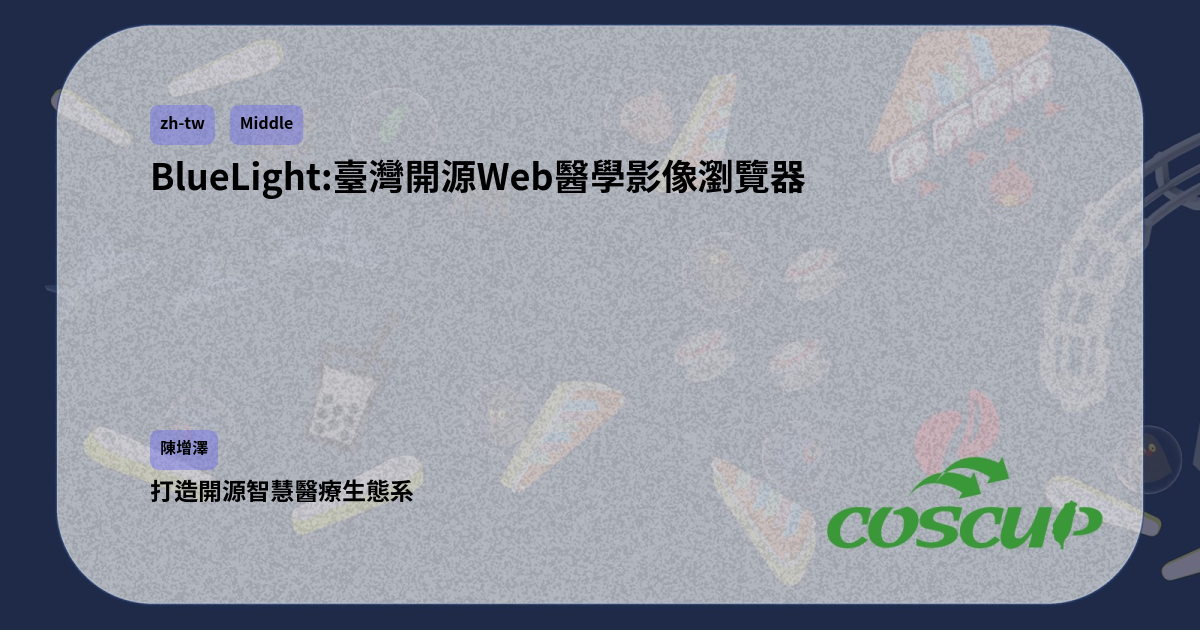 zh-tw Middle
BlueLight:臺灣開源Web醫學影像瀏覽器
陳增澤
打造開源智慧醫療生態系
COSCUP